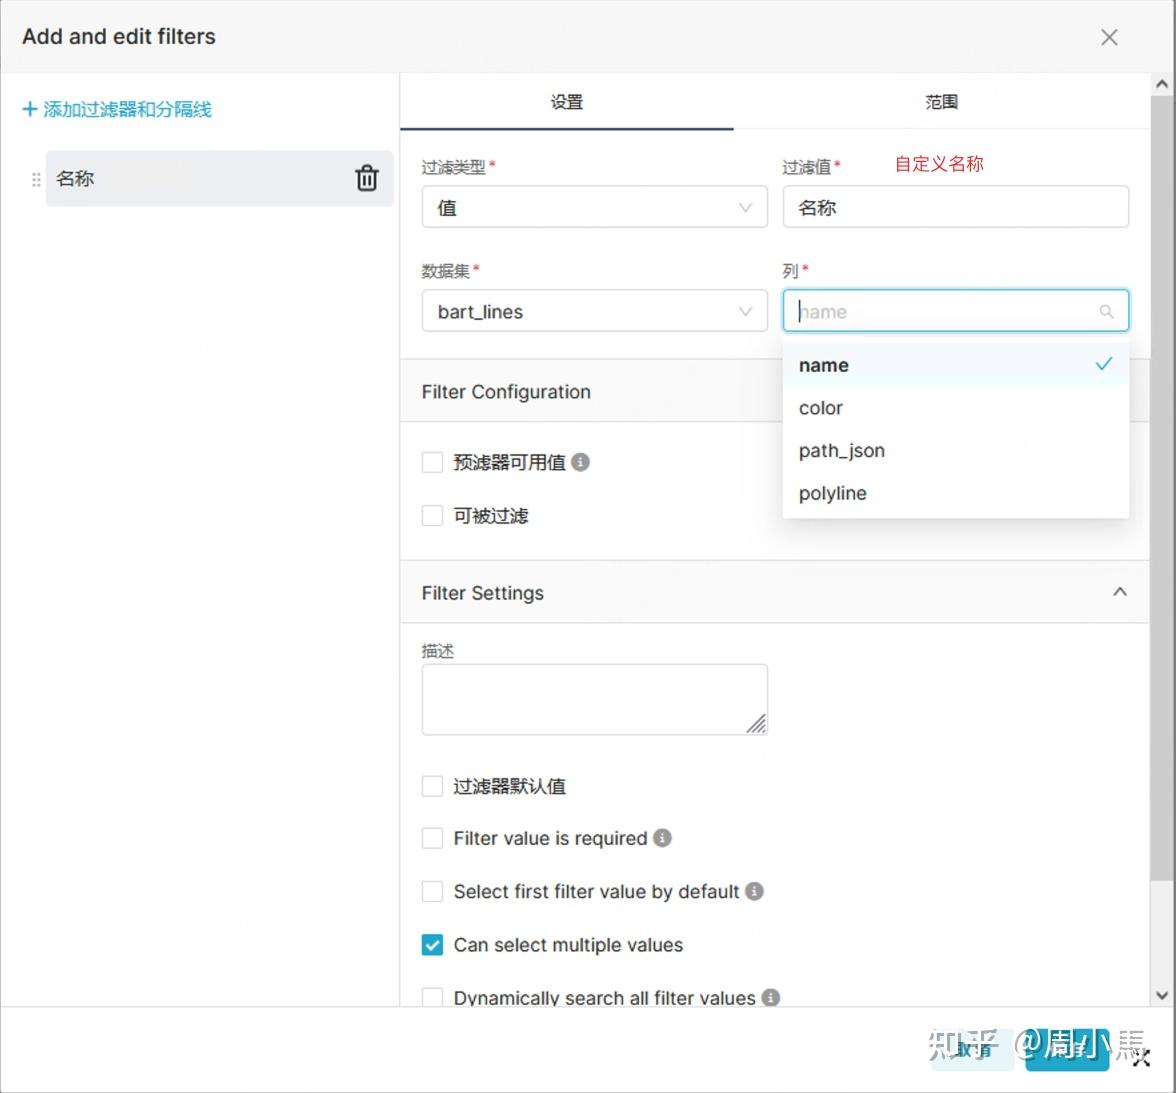 Add and edit filters
+ 添加过滤器和分隔线
设置
范围
名称
过滤类型*
过滤值*
自定义名称
值
名称
数据集*
列*
bart_lines
name
name
color
path_json
polyline
Filter Configuration
预滤器可用值
可被过滤
Filter Settings
描述
过滤器默认值
Filter value is required
Select first filter value by default
Can select multiple values
Dynamically search all filter values
取消
知乎 @周小馬